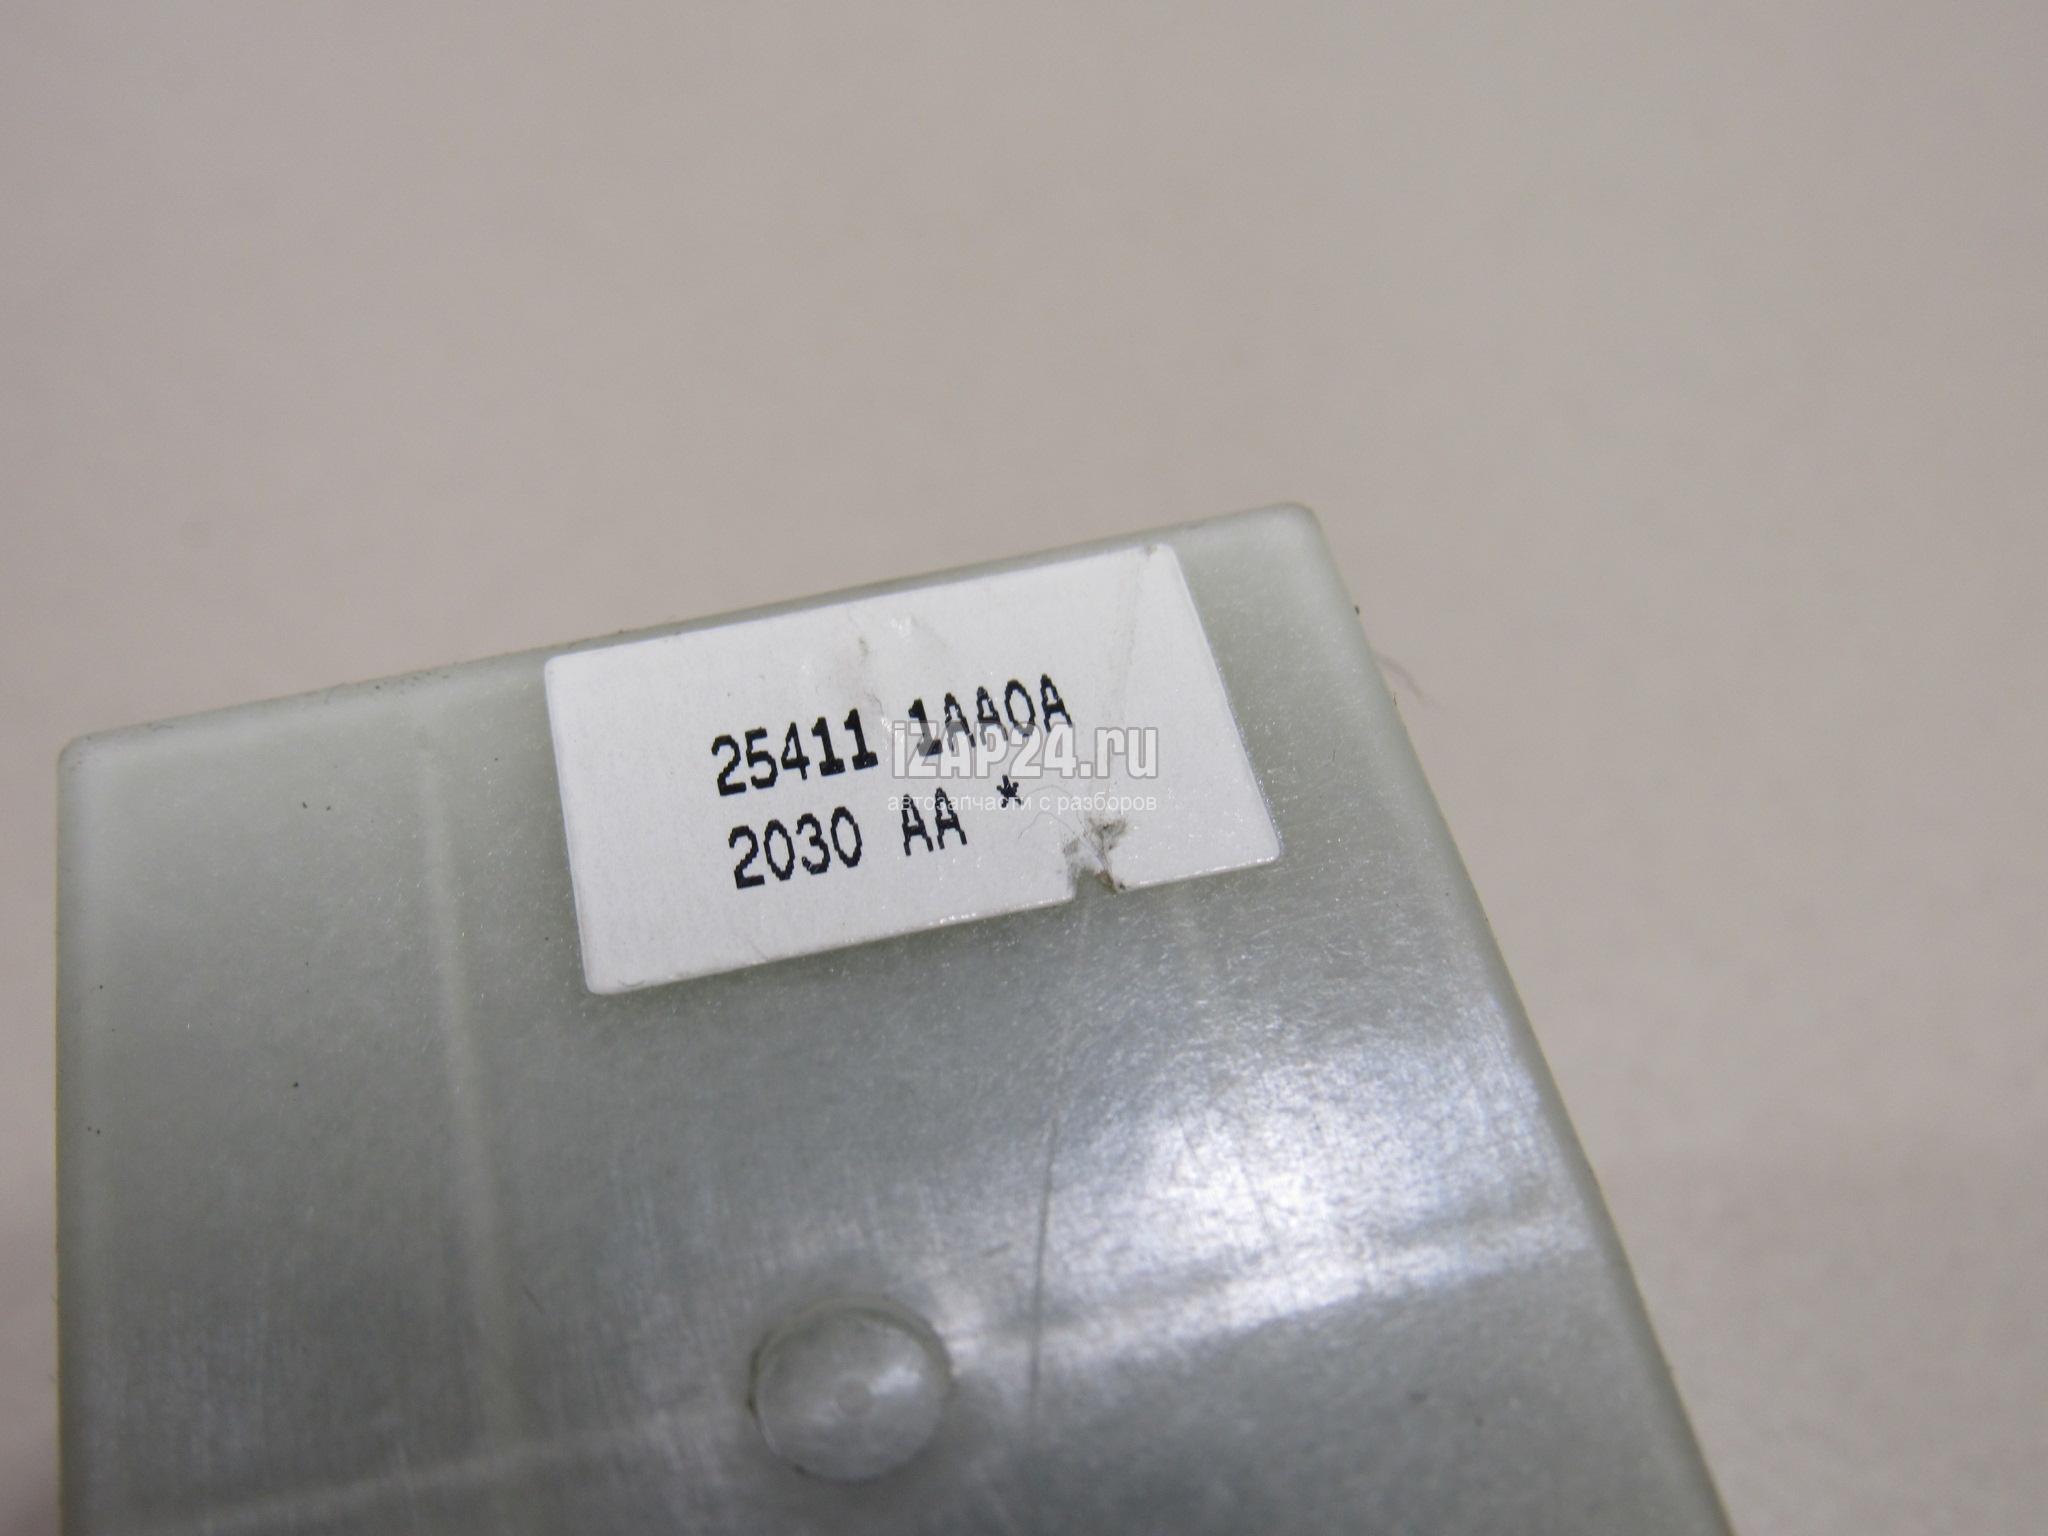 25411 1AA0A
iZAP24.ru
автозапчасти с разборов
2030 AA *